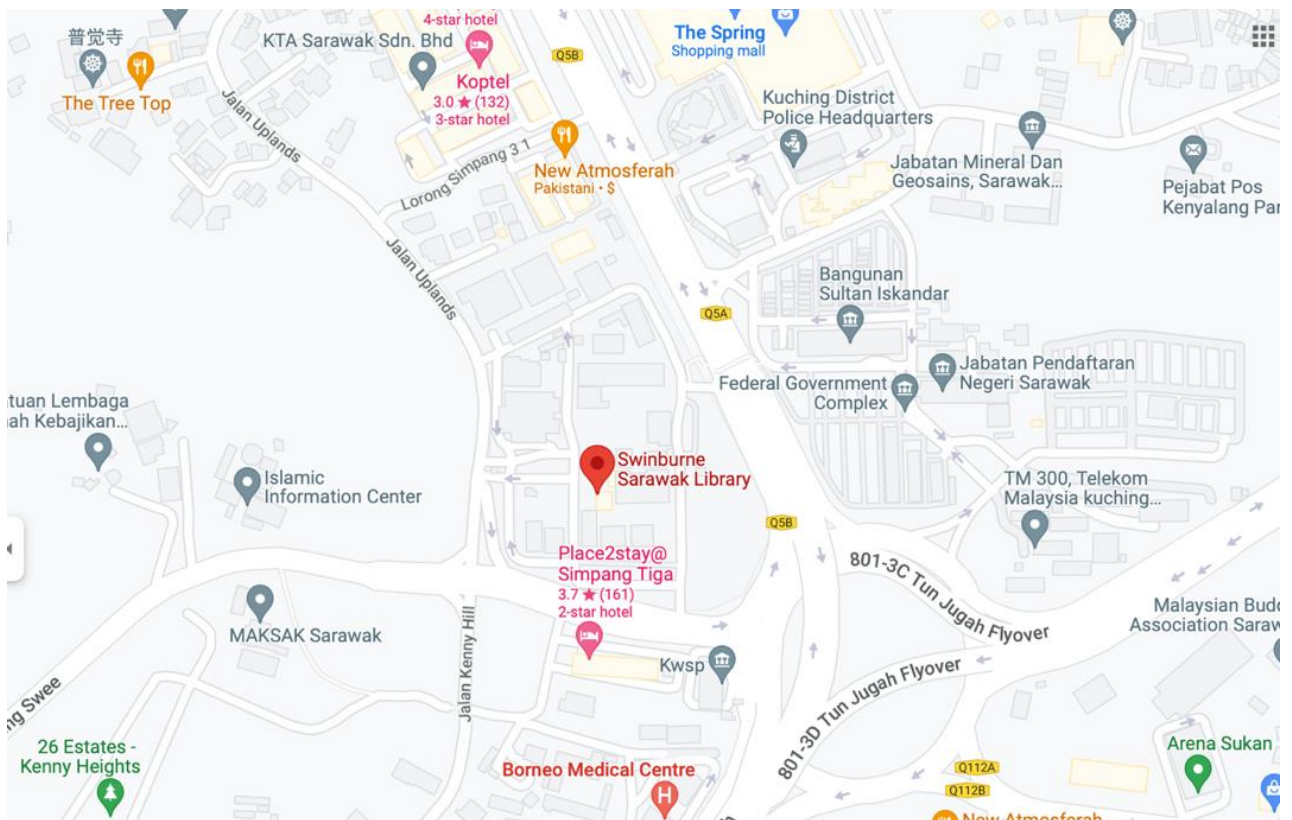 4-star hotel
普觉寺
KTA Sarawak Sdn. Bhd
The Spring
Shopping mall
Q5B
The Tree Top
Koptel
3.0 ★ (132)
3-star hotel
Jalan Uplands
Kuching District
Police Headquarters
New Atmosferah
Pakistani · $
Lorong Simpang 3 1
Jabatan Mineral Dan
Geosains, Sarawak...
Pejabat Pos
Kenyalang Par
Jalan Uplands
Bangunan
Sultan Iskandar
Q5A
Jabatan Pendaftaran
Negeri Sarawak
Federal Government
Complex
tuan Lembaga
ah Kebajikan...
Swinburne
Sarawak Library
Islamic
Information Center
TM 300, Telekom
Malaysia kuching...
Q5B
Place2stay@
Simpang Tiga
3.7 ★ (161)
2-star hotel
801-3C Tun Jugah Flyover
Malaysian Budd
Association Saraw
MAKSAK Sarawak
Jalan Kenny Hill
Kwsp
801-3D Tun Jugah Flyover
ng Swee
26 Estates -
Kenny Heights
Borneo Medical Centre
Arena Sukan
Q112A
Q112B
New Atmosferah